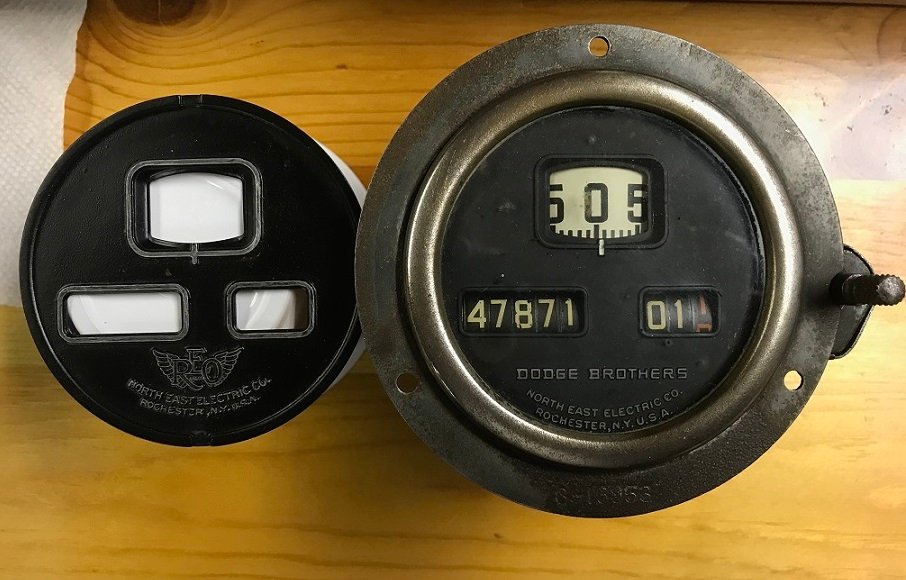 REO
NORTH EAST ELECTRIC CO.
ROCHESTER, N.Y. U.S.A.
5 0 5
47871
01
DODGE BROTHERS
NORTH EAST ELECTRIC CO.
ROCHESTER, N.Y. U.S.A.